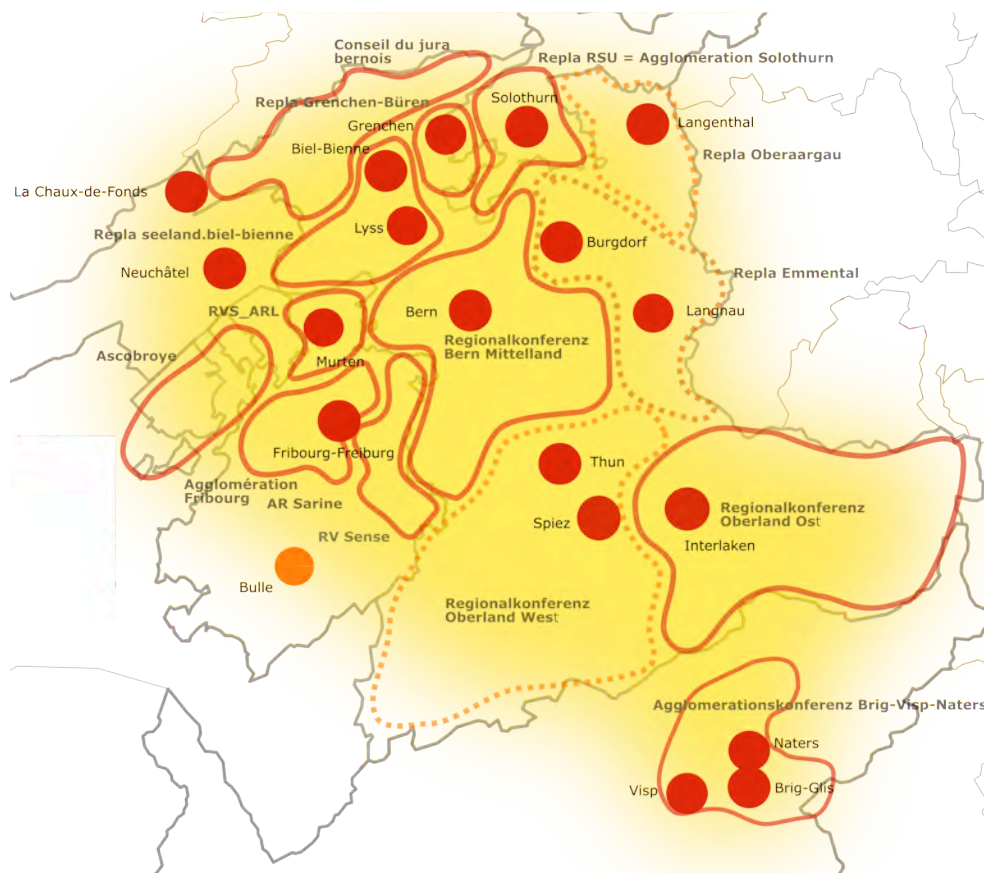 Conseil du jura
bernois
Repla RSU = Agglomeration Solothurn
Repla Grenchen-Büren
Solothurn
Grenchen
Langenthal
Biel-Bienne
Repla Oberaargau
La Chaux-de-Fonds
Lyss
Repla seeland.biel-bienne
Burgdorf
Neuchâtel
Repla Emmental
RVS_ARL
Bern
Langnau
Regionalkonferenz
Bern Mittelland
Ascobroye
Murten
Fribourg-Freiburg
Thun
Agglomération
Fribourg
AR Sarine
Regionalkonferenz
Oberland Ost
Spiez
RV Sense
Interlaken
Bulle
Regionalkonferenz
Oberland West
Agglomerationskonferenz Brig-Visp-Naters
Naters
Visp
Brig-Glis